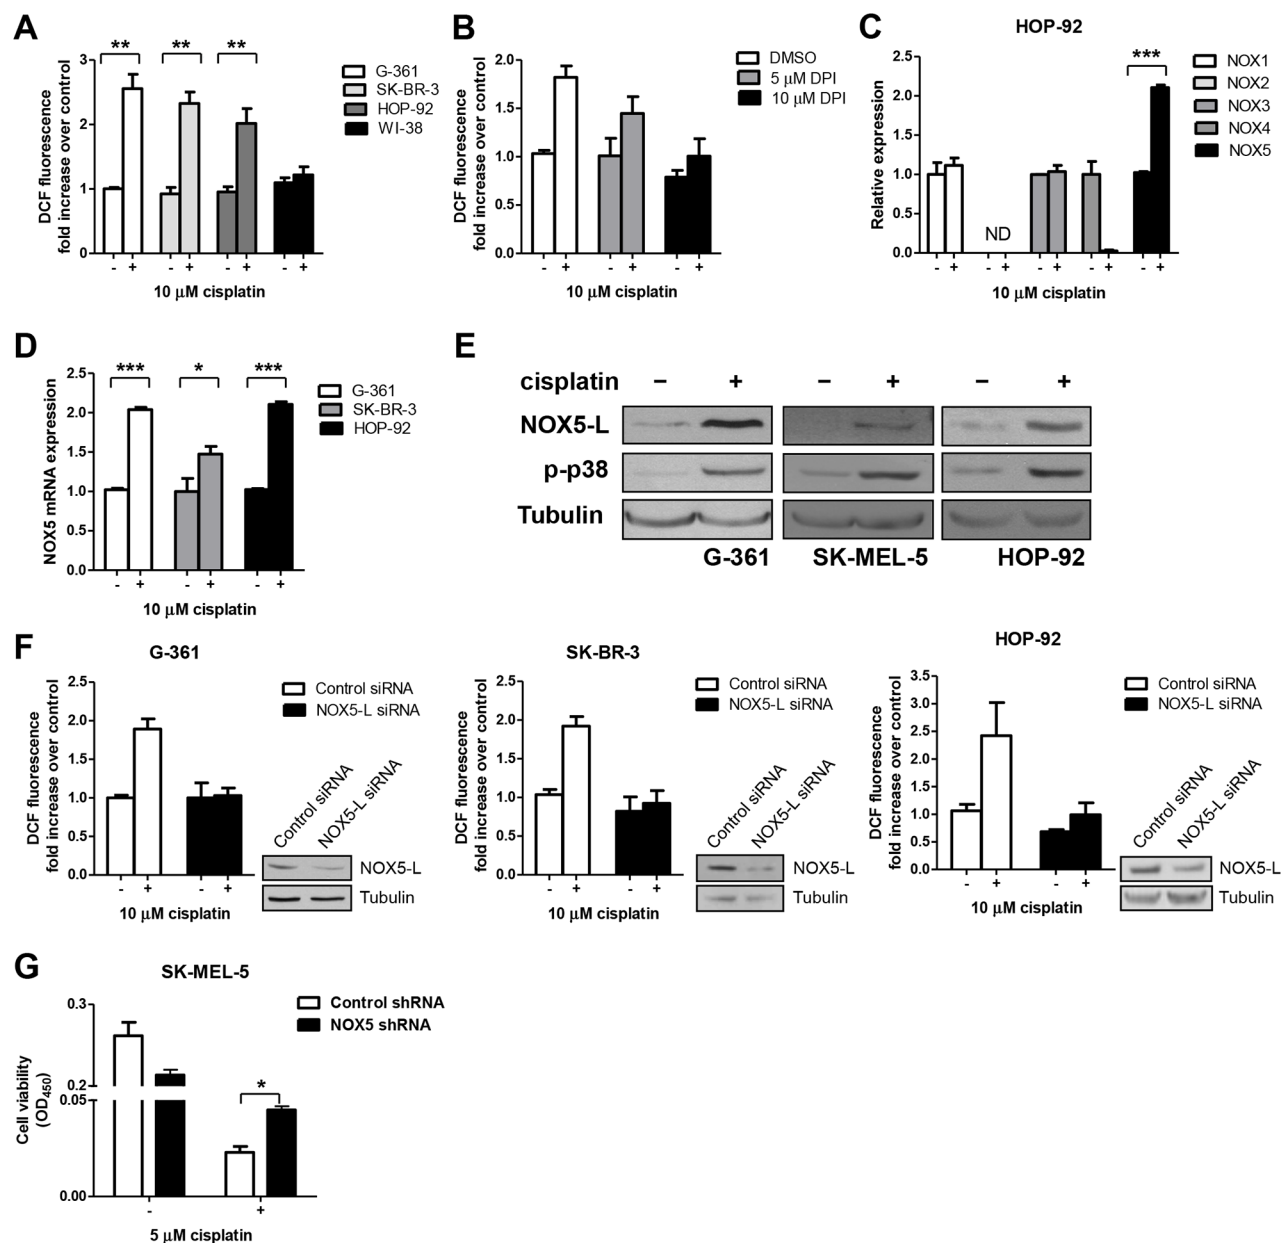 A
** ** **
DCF fluorescence
fold increase over control
3
2
1
0
- + - + - + - +
10 μM cisplatin
G-361
SK-BR-3
HOP-92
WI-38
B
DCF fluorescence
fold increase over control
2.0
1.5
1.0
0.5
0.0
- + - + - +
10 μM cisplatin
DMSO
5 μM DPI
10 μM DPI
C
HOP-92
***
Relative expression
2.5
2.0
1.5
1.0
0.5
0.0
ND
- + - + - + - + - +
10 μM cisplatin
NOX1
NOX2
NOX3
NOX4
NOX5
D
*** * ***
NOX5 mRNA expression
2.5
2.0
1.5
1.0
0.5
0.0
- + - + - +
10 μM cisplatin
G-361
SK-BR-3
HOP-92
E
cisplatin – + – + – +
NOX5-L
p-p38
Tubulin
G-361 SK-MEL-5 HOP-92
F
G-361
DCF fluorescence
fold increase over control
2.5
2.0
1.5
1.0
0.5
0.0
- + - +
10 μM cisplatin
Control siRNA
NOX5-L siRNA
Control siRNA
NOX5-L siRNA
NOX5-L
Tubulin
SK-BR-3
DCF fluorescence
fold increase over control
2.5
2.0
1.5
1.0
0.5
0.0
- + - +
10 μM cisplatin
Control siRNA
NOX5-L siRNA
Control siRNA
NOX5-L siRNA
NOX5-L
Tubulin
HOP-92
DCF fluorescence
fold increase over control
3.5
3.0
2.5
2.0
1.5
1.0
0.5
0.0
- + - +
10 μM cisplatin
Control siRNA
NOX5-L siRNA
Control siRNA
NOX5-L siRNA
NOX5-L
Tubulin
G
SK-MEL-5
Cell viability
(OD450)
0.3
0.2
0.05
0.00
*
- +
5 μM cisplatin
Control shRNA
NOX5 shRNA